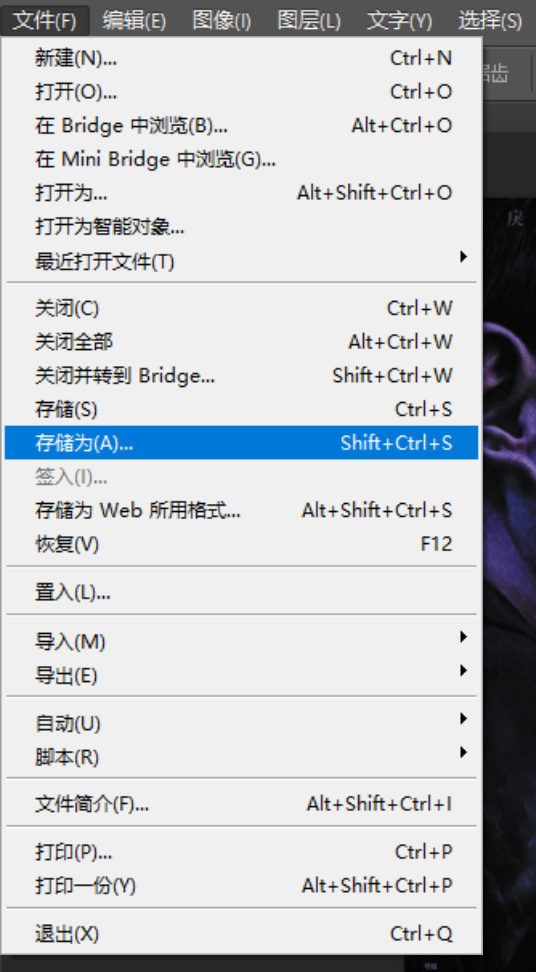 文件(F) 编辑(E) 图像(I) 图层(L) 文字(Y) 选择(S)
新建(N)... Ctrl+N
打开(O)... Ctrl+O
在 Bridge 中浏览(B)... Alt+Ctrl+O
在 Mini Bridge 中浏览(G)...
打开为... Alt+Shift+Ctrl+O
打开为智能对象...
最近打开文件(T)
关闭(C) Ctrl+W
关闭全部 Alt+Ctrl+W
关闭并转到 Bridge... Shift+Ctrl+W
存储(S) Ctrl+S
存储为(A)... Shift+Ctrl+S
签入(I)...
存储为 Web 所用格式... Alt+Shift+Ctrl+S
恢复(V) F12
置入(L)...
导入(M)
导出(E)
自动(U)
脚本(R)
文件简介(F)... Alt+Shift+Ctrl+I
打印(P)... Ctrl+P
打印一份(Y) Alt+Shift+Ctrl+P
退出(X) Ctrl+Q